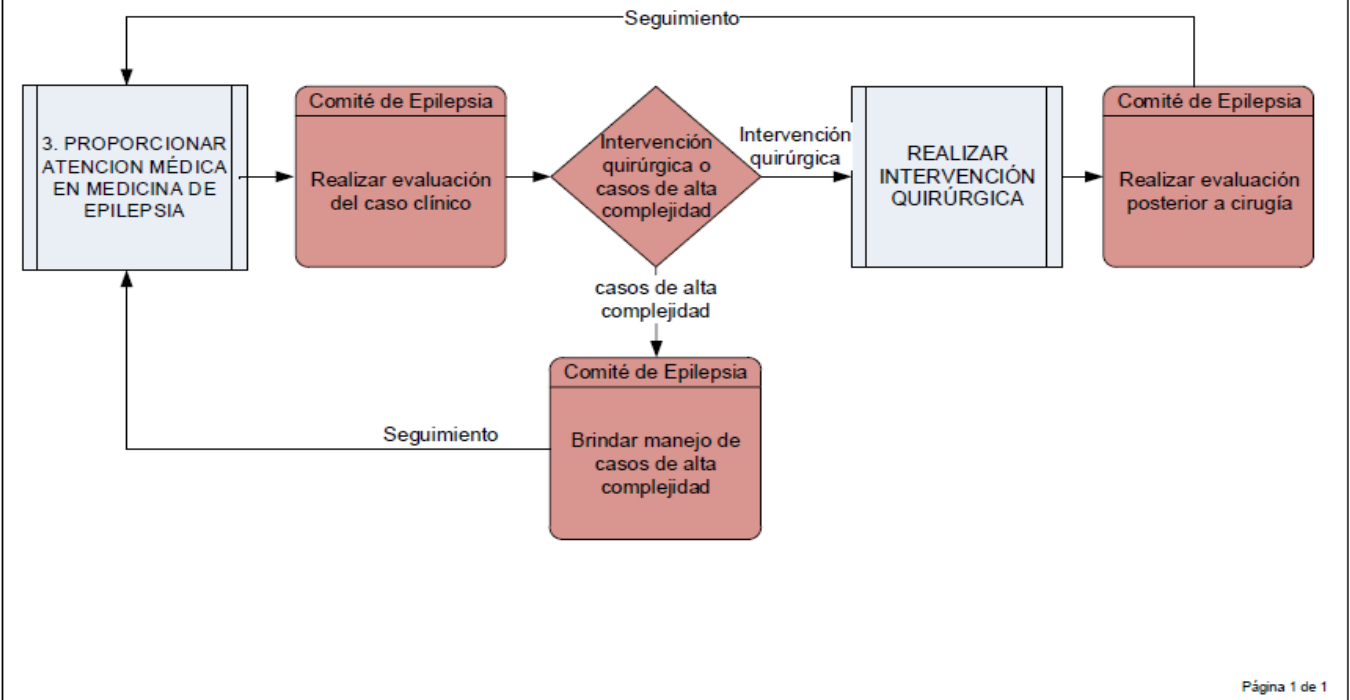 Seguimiento
3. PROPORCIONAR
ATENCION MÉDICA
EN MEDICINA DE
EPILEPSIA
Comité de Epilepsia
Realizar evaluación
del caso clínico
Intervención
quirúrgica o
casos de alta
complejidad
Intervención
quirúrgica
REALIZAR
INTERVENCIÓN
QUIRÚRGICA
Comité de Epilepsia
Realizar evaluación
posterior a cirugía
casos de alta
complejidad
Comité de Epilepsia
Brindar manejo de
casos de alta
complejidad
Seguimiento
Página 1 de 1